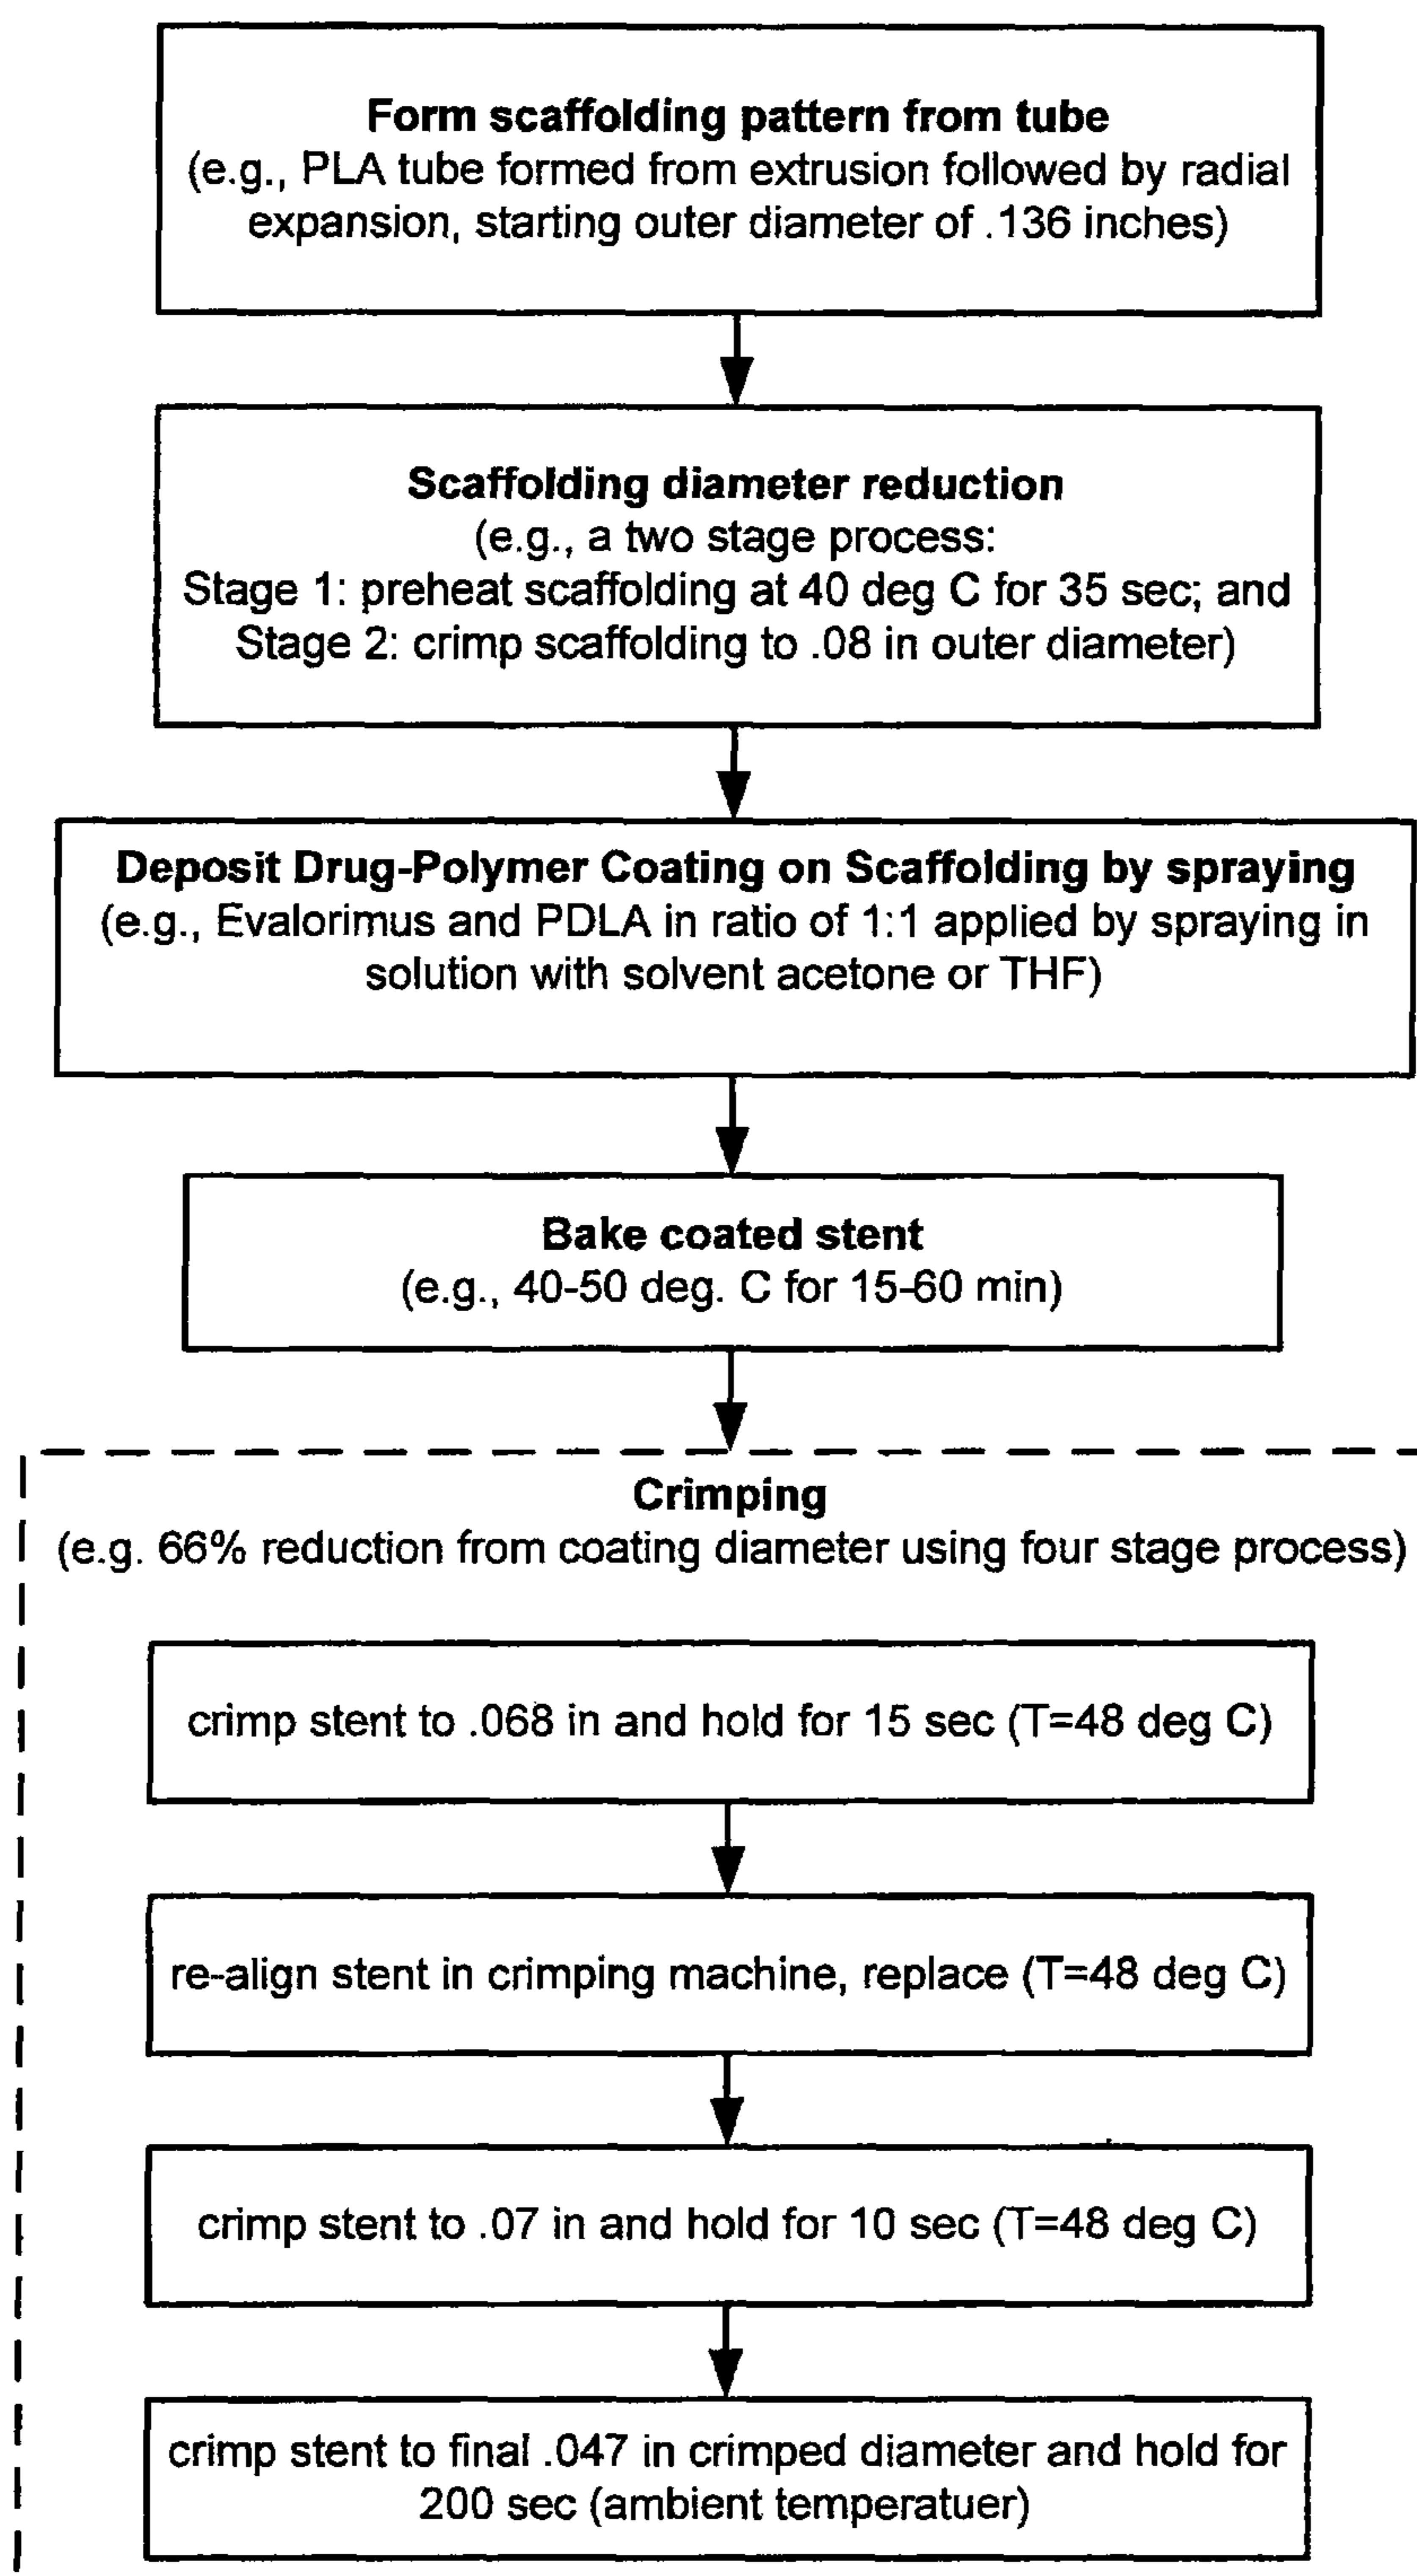 Form scaffolding pattern from tube
(e.g., PLA tube formed from extrusion followed by radial
expansion, starting outer diameter of .136 inches)
Scaffolding diameter reduction
(e.g., a two stage process:
Stage 1: preheat scaffolding at 40 deg C for 35 sec; and
Stage 2: crimp scaffolding to .08 in outer diameter)
Deposit Drug-Polymer Coating on Scaffolding by spraying
(e.g., Evalorimus and PDLA in ratio of 1:1 applied by spraying in
solution with solvent acetone or THF)
Bake coated stent
(e.g., 40-50 deg. C for 15-60 min)
Crimping
(e.g. 66% reduction from coating diameter using four stage process)
crimp stent to .068 in and hold for 15 sec (T=48 deg C)
re-align stent in crimping machine, replace (T=48 deg C)
crimp stent to .07 in and hold for 10 sec (T=48 deg C)
crimp stent to final .047 in crimped diameter and hold for
200 sec (ambient temperatuer)